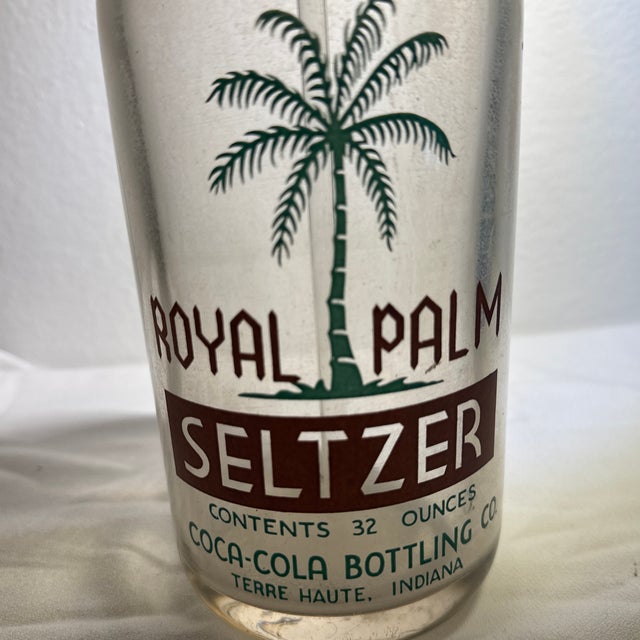 ROYAL PALM
SELTZER
CONTENTS 32 OUNCES
COCA-COLA BOTTLING CO.
TERRE HAUTE, INDIANA